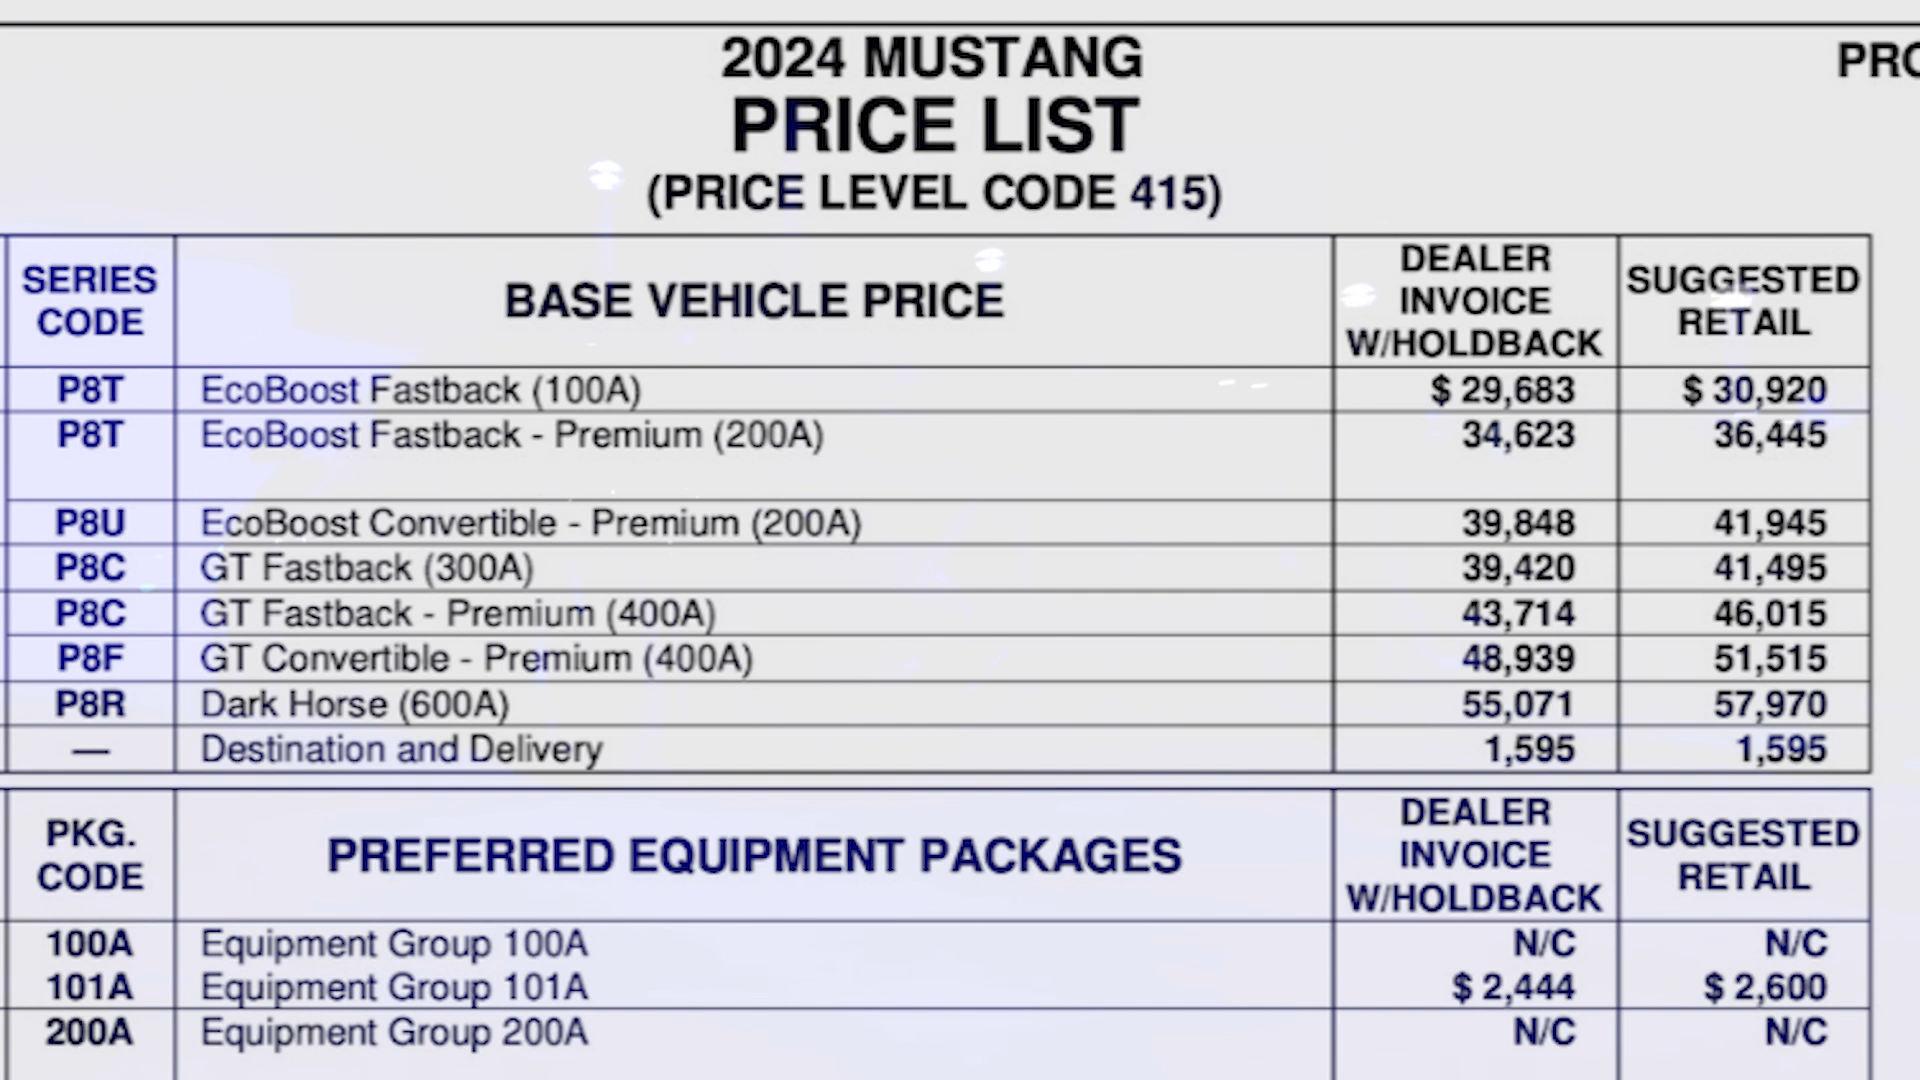 2024 MUSTANG
PRO
PRICE LIST
(PRICE LEVEL CODE 415)
SERIES CODE BASE VEHICLE PRICE DEALER INVOICE W/HOLDBACK SUGGESTED RETAIL
P8T EcoBoost Fastback (100A) $ 29,683 $ 30,920
P8T EcoBoost Fastback - Premium (200A) 34,623 36,445
P8U EcoBoost Convertible - Premium (200A) 39,848 41,945
P8C GT Fastback (300A) 39,420 41,495
P8C GT Fastback - Premium (400A) 43,714 46,015
P8F GT Convertible - Premium (400A) 48,939 51,515
P8R Dark Horse (600A) 55,071 57,970
— Destination and Delivery 1,595 1,595
PKG. CODE PREFERRED EQUIPMENT PACKAGES DEALER INVOICE W/HOLDBACK SUGGESTED RETAIL
100A Equipment Group 100A N/C N/C
101A Equipment Group 101A $ 2,444 $ 2,600
200A Equipment Group 200A N/C N/C